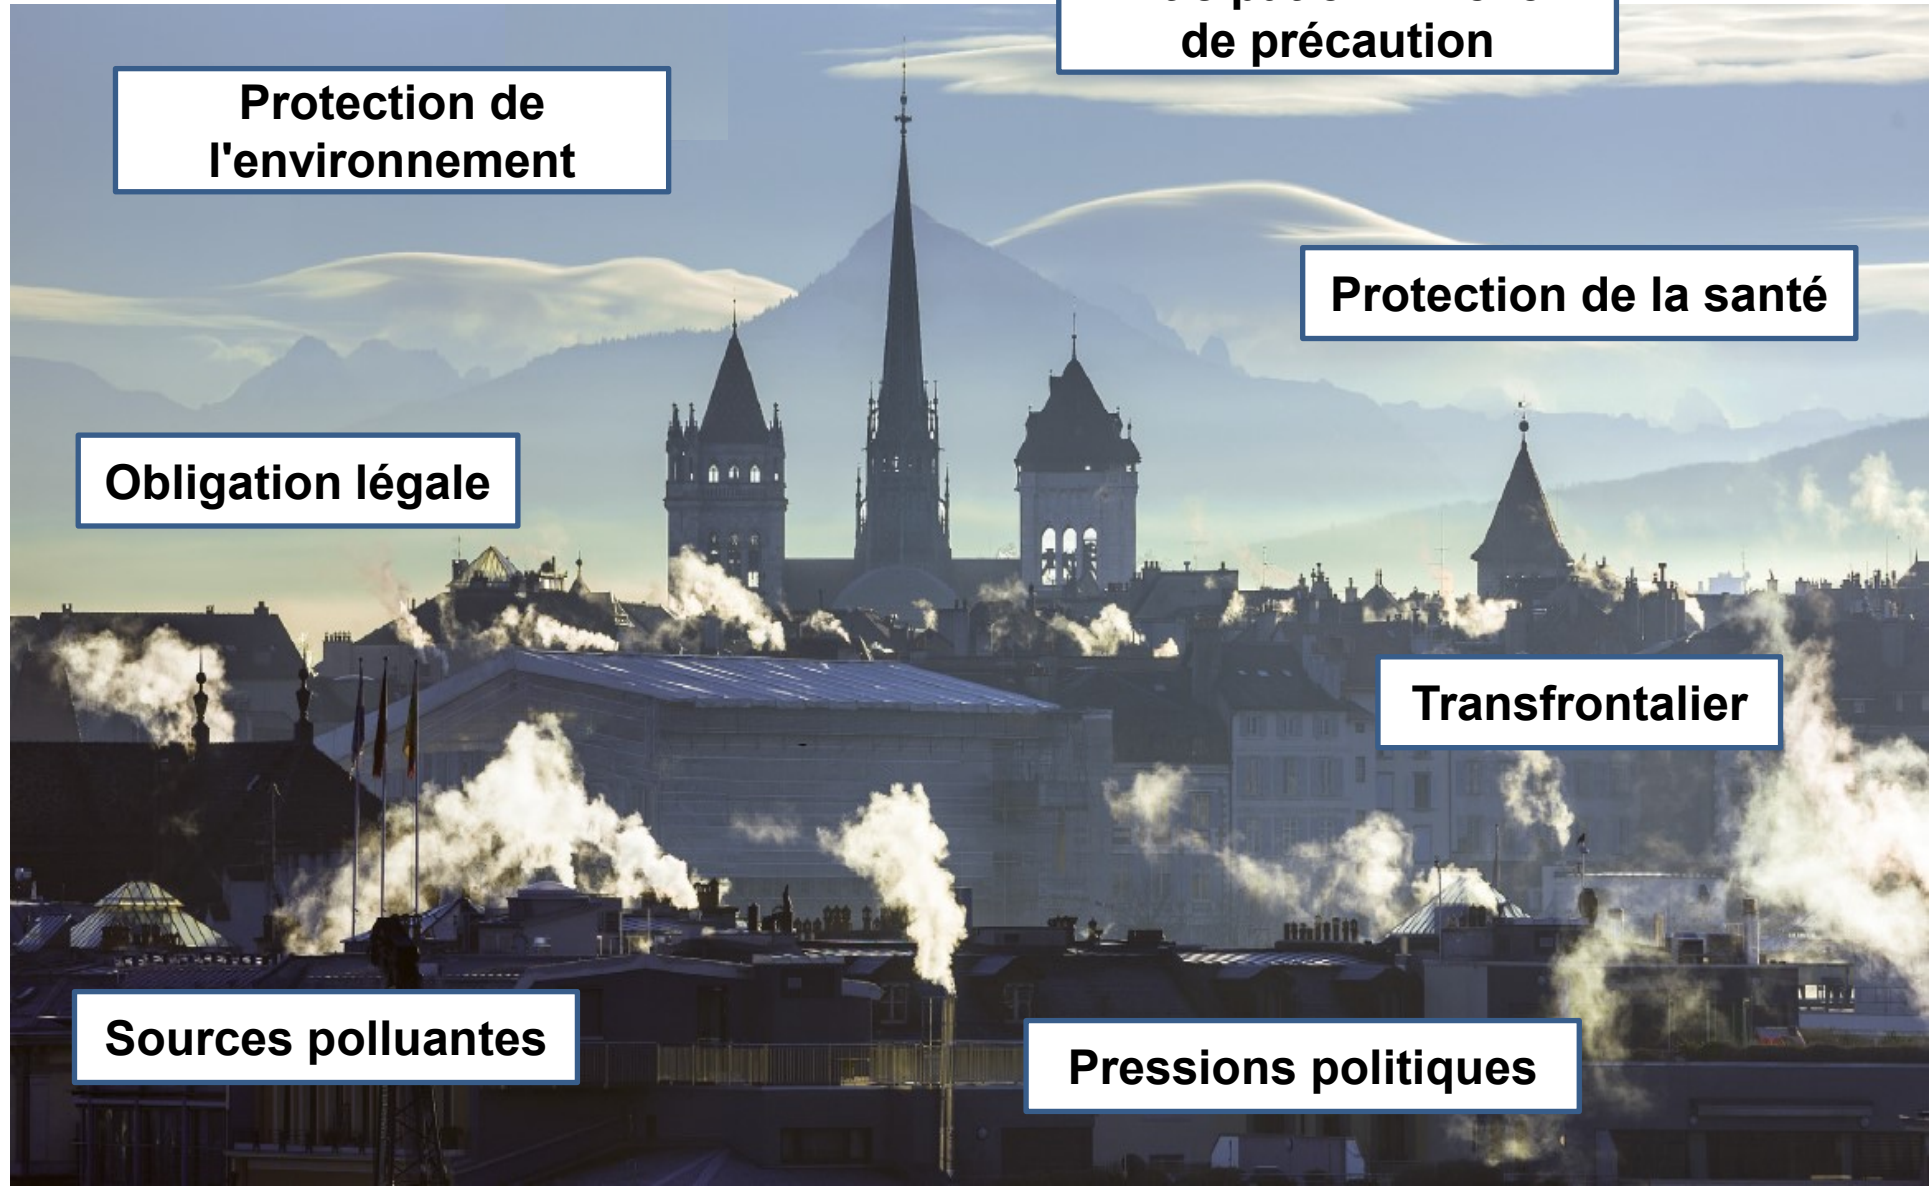 de précaution
Protection de
l'environnement
Protection de la santé
Obligation légale
Transfrontalier
Sources polluantes
Pressions politiques